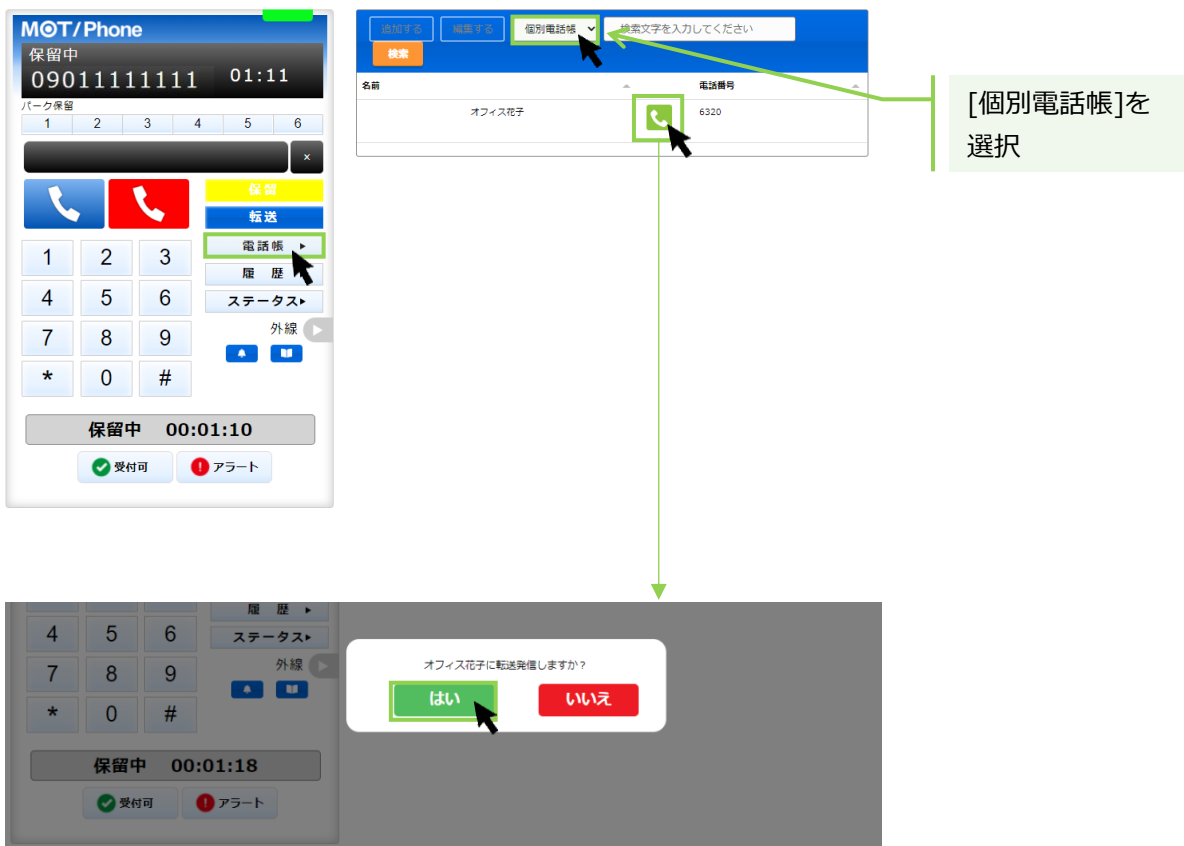 MOT/Phone
保留中
09011111111 01:11
パーク保留
1 2 3 4 5 6
×
保留
転送
電話帳
履 歴
ステータス
外線
1 2 3
4 5 6
7 8 9
* 0 #
保留中 00:01:10
受付可 アラート
追加する 編集する 個別電話帳 検索文字を入力してください
検索
名前 電話番号
オフィス花子 6320
[個別電話帳]を
選択
履 歴
4 5 6 ステータス
外線
7 8 9
* 0 #
保留中 00:01:18
受付可 アラート
オフィス花子に転送発信しますか?
はい いいえ